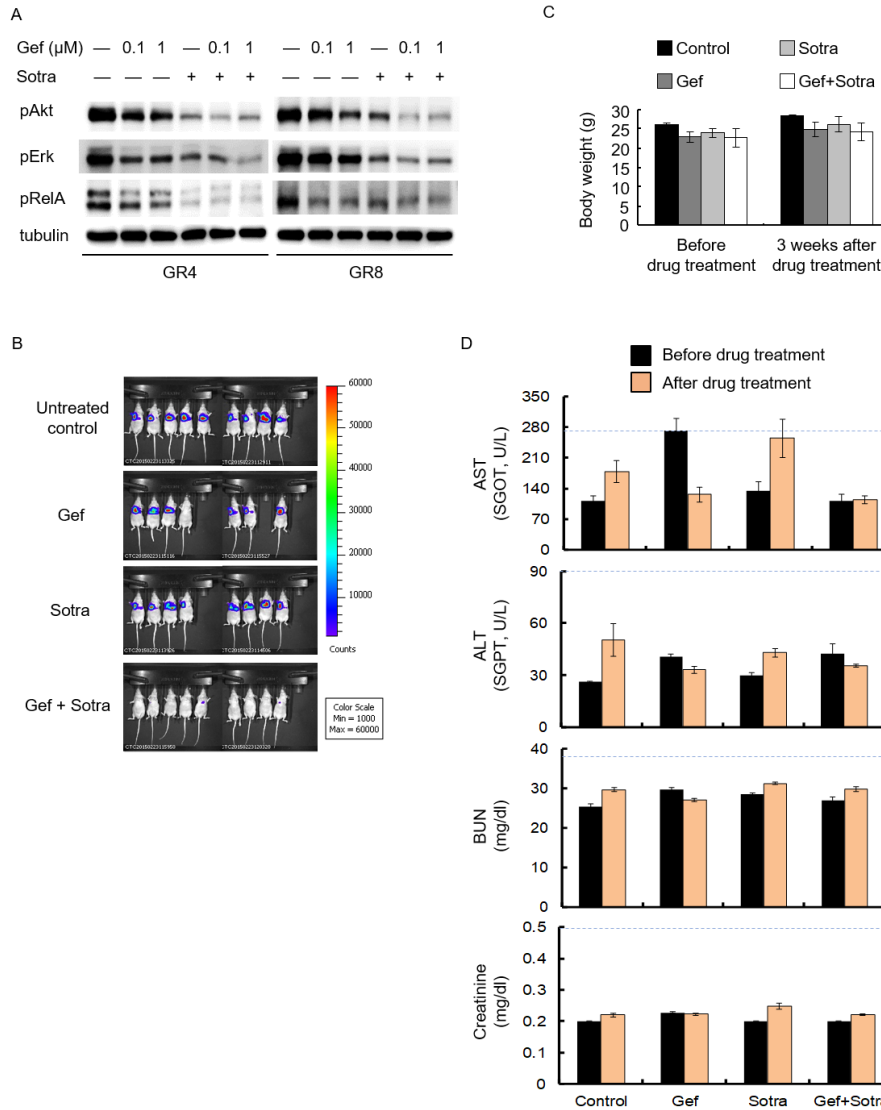 A
Gef (μM) — 0.1 1 — 0.1 1 — 0.1 1 — 0.1 1
Sotra — — — + + + — — — + + +
pAkt
pErk
pRelA
tubulin
GR4 GR8
B
Untreated
control
Gef
Sotra
Gef + Sotra
60000
50000
40000
30000
20000
10000
Counts
Color Scale
Min = 1000
Max = 60000
C
Control Sotra
Gef Gef+Sotra
Body weight (g)
30
25
20
15
10
5
0
Before
drug treatment
3 weeks after
drug treatment
D
Before drug treatment
After drug treatment
AST
(SGOT, U/L)
350
280
210
140
70
0
ALT
(SGPT, U/L)
90
60
30
0
BUN
(mg/dl)
40
30
20
10
0
Creatinine
(mg/dl)
0.5
0.4
0.3
0.2
0.1
0
Control Gef Sotra Gef+Sotra